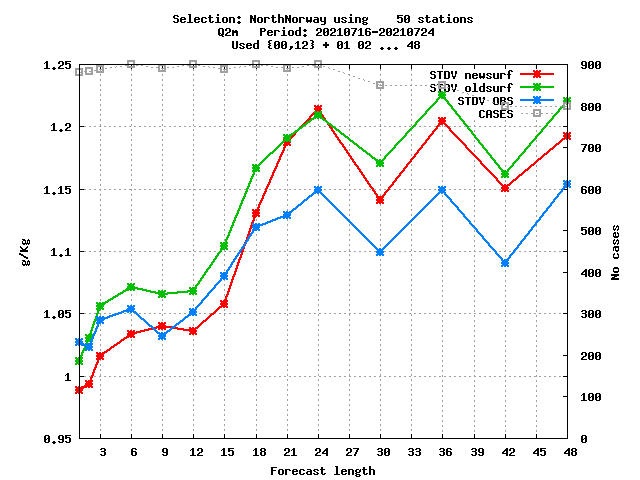 Selection: NorthNorway using    50 stations
Q2m   Period: 20210716-20210724
Used {00,12} + 01 02 ... 48
1.25
1.2
1.15
1.1
1.05
1
0.95
g/Kg
STDV newsurf
STDV oldsurf
STDV OBS
CASES
900
800
700
600
500
400
300
200
100
0
No cases
3 6 9 12 15 18 21 24 27 30 33 36 39 42 45 48
Forecast length